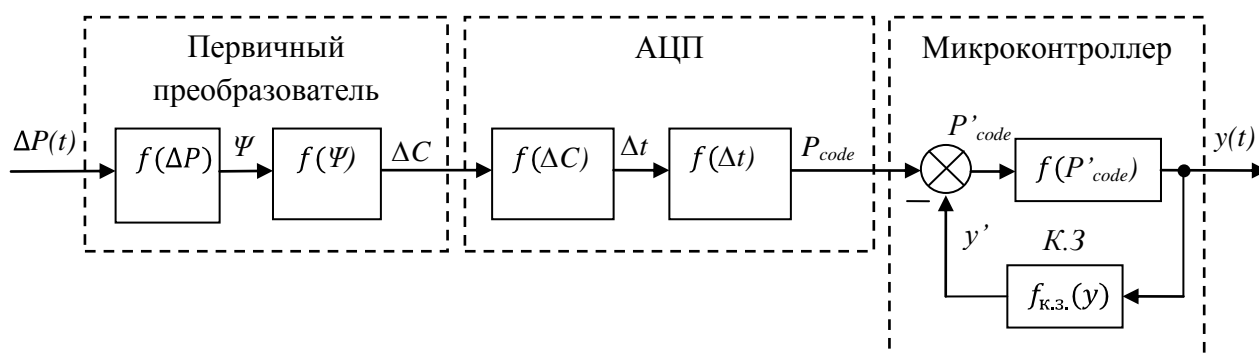 Первичный
преобразователь
АЦП
Микроконтроллер
ΔP(t)
f(ΔP)
Ψ
f(Ψ)
ΔC
f(ΔC)
Δt
f(Δt)
P_code
P’_code
f(P’_code)
y(t)
–
y’
К.З
f_к.з.(y)